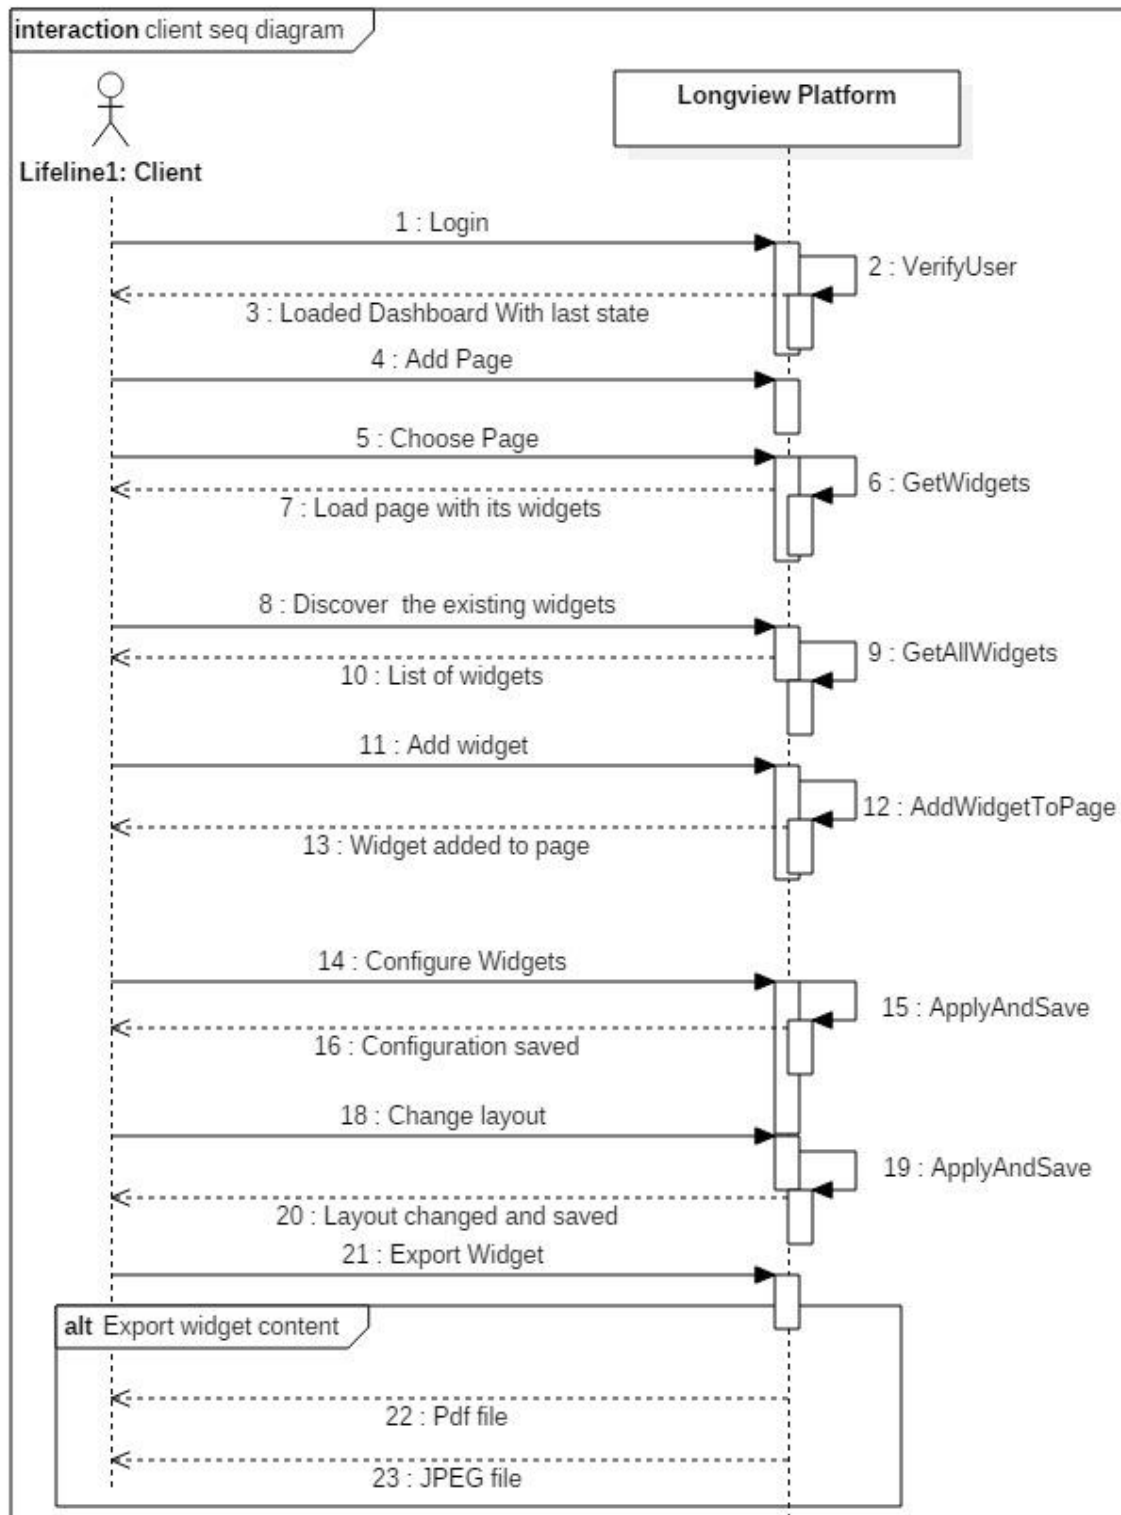 interaction client seq diagram
Longview Platform
Lifeline1: Client
1 : Login
2 : VerifyUser
3 : Loaded Dashboard With last state
4 : Add Page
5 : Choose Page
6 : GetWidgets
7 : Load page with its widgets
8 : Discover  the existing widgets
9 : GetAllWidgets
10 : List of widgets
11 : Add widget
12 : AddWidgetToPage
13 : Widget added to page
14 : Configure Widgets
15 : ApplyAndSave
16 : Configuration saved
18 : Change layout
19 : ApplyAndSave
20 : Layout changed and saved
21 : Export Widget
alt Export widget content
22 : Pdf file
23 : JPEG file